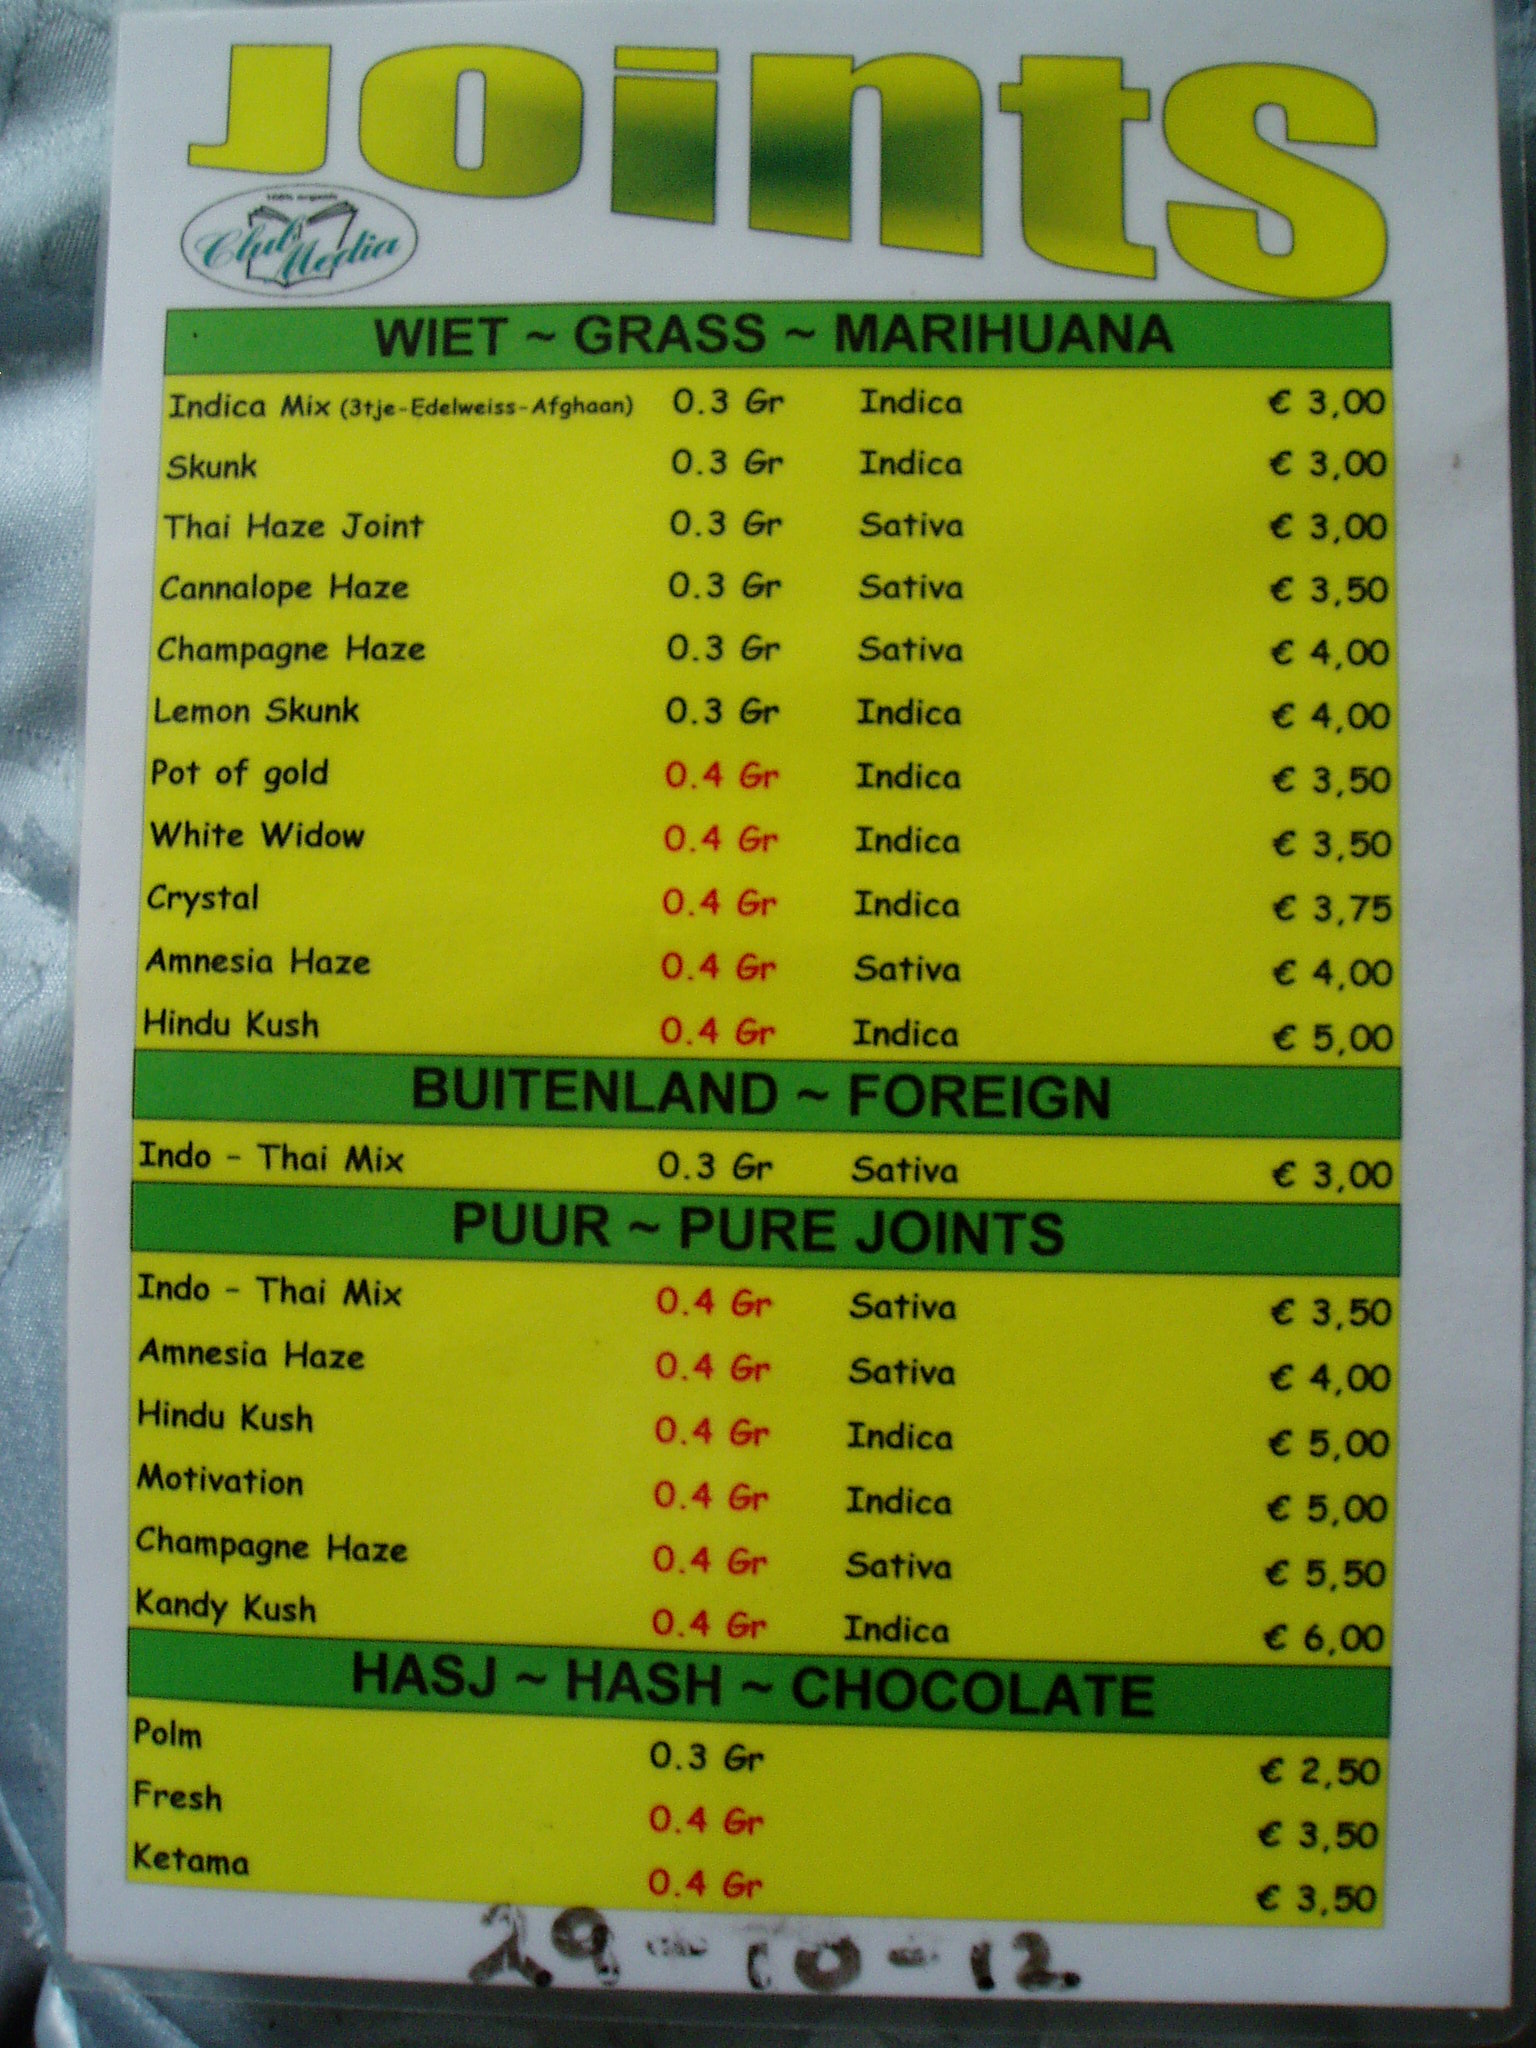 Joints
100% organic
Club Media
WIET ~ GRASS ~ MARIHUANA
Indica Mix (3tje-Edelweiss-Afghaan) 0.3 Gr Indica € 3,00
Skunk 0.3 Gr Indica € 3,00
Thai Haze Joint 0.3 Gr Sativa € 3,00
Cannalope Haze 0.3 Gr Sativa € 3,50
Champagne Haze 0.3 Gr Sativa € 4,00
Lemon Skunk 0.3 Gr Indica € 4,00
Pot of gold 0.4 Gr Indica € 3,50
White Widow 0.4 Gr Indica € 3,50
Crystal 0.4 Gr Indica € 3,75
Amnesia Haze 0.4 Gr Sativa € 4,00
Hindu Kush 0.4 Gr Indica € 5,00
BUITENLAND ~ FOREIGN
Indo - Thai Mix 0.3 Gr Sativa € 3,00
PUUR ~ PURE JOINTS
Indo - Thai Mix 0.4 Gr Sativa € 3,50
Amnesia Haze 0.4 Gr Sativa € 4,00
Hindu Kush 0.4 Gr Indica € 5,00
Motivation 0.4 Gr Indica € 5,00
Champagne Haze 0.4 Gr Sativa € 5,50
Kandy Kush 0.4 Gr Indica € 6,00
HASJ ~ HASH ~ CHOCOLATE
Polm 0.3 Gr € 2,50
Fresh 0.4 Gr € 3,50
Ketama 0.4 Gr € 3,50
29-10-12